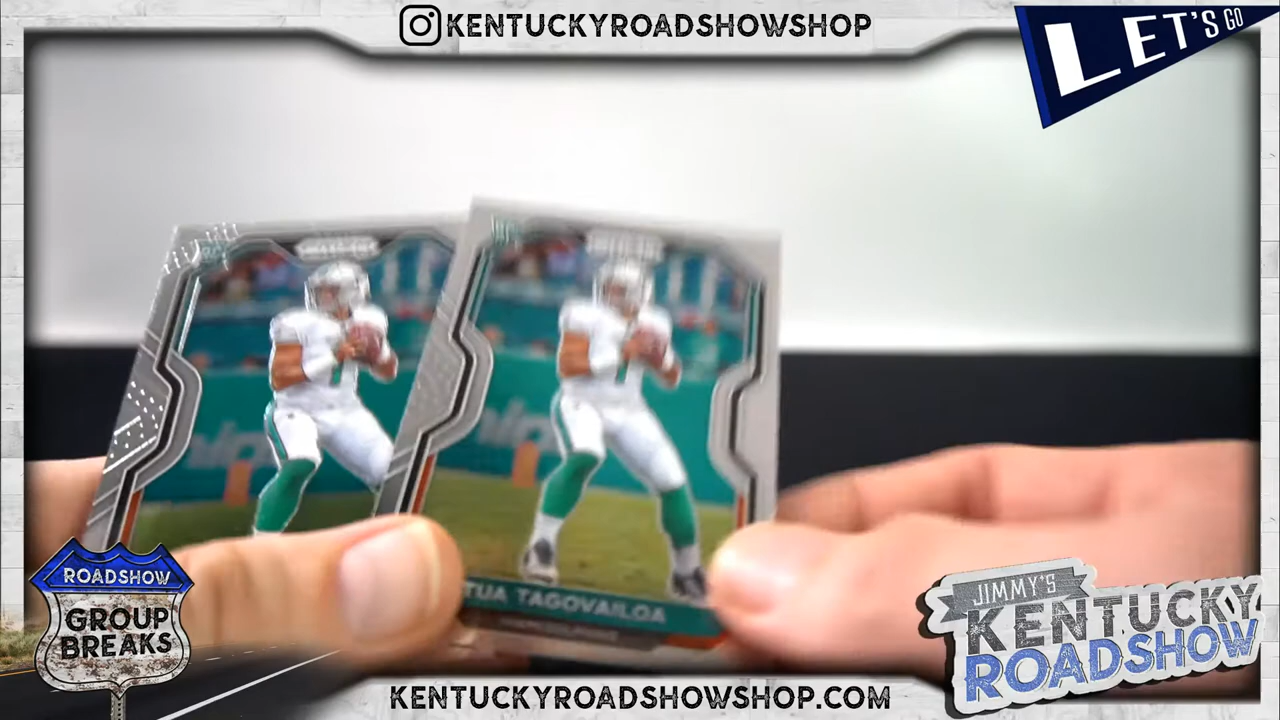 KENTUCKYROADSHOWSHOP
LET'S GO
TUA TAGOVAILOA
ROADSHOW
GROUP
BREAKS
JIMMY'S
KENTUCKY
ROADSHOW
KENTUCKYROADSHOWSHOP.COM